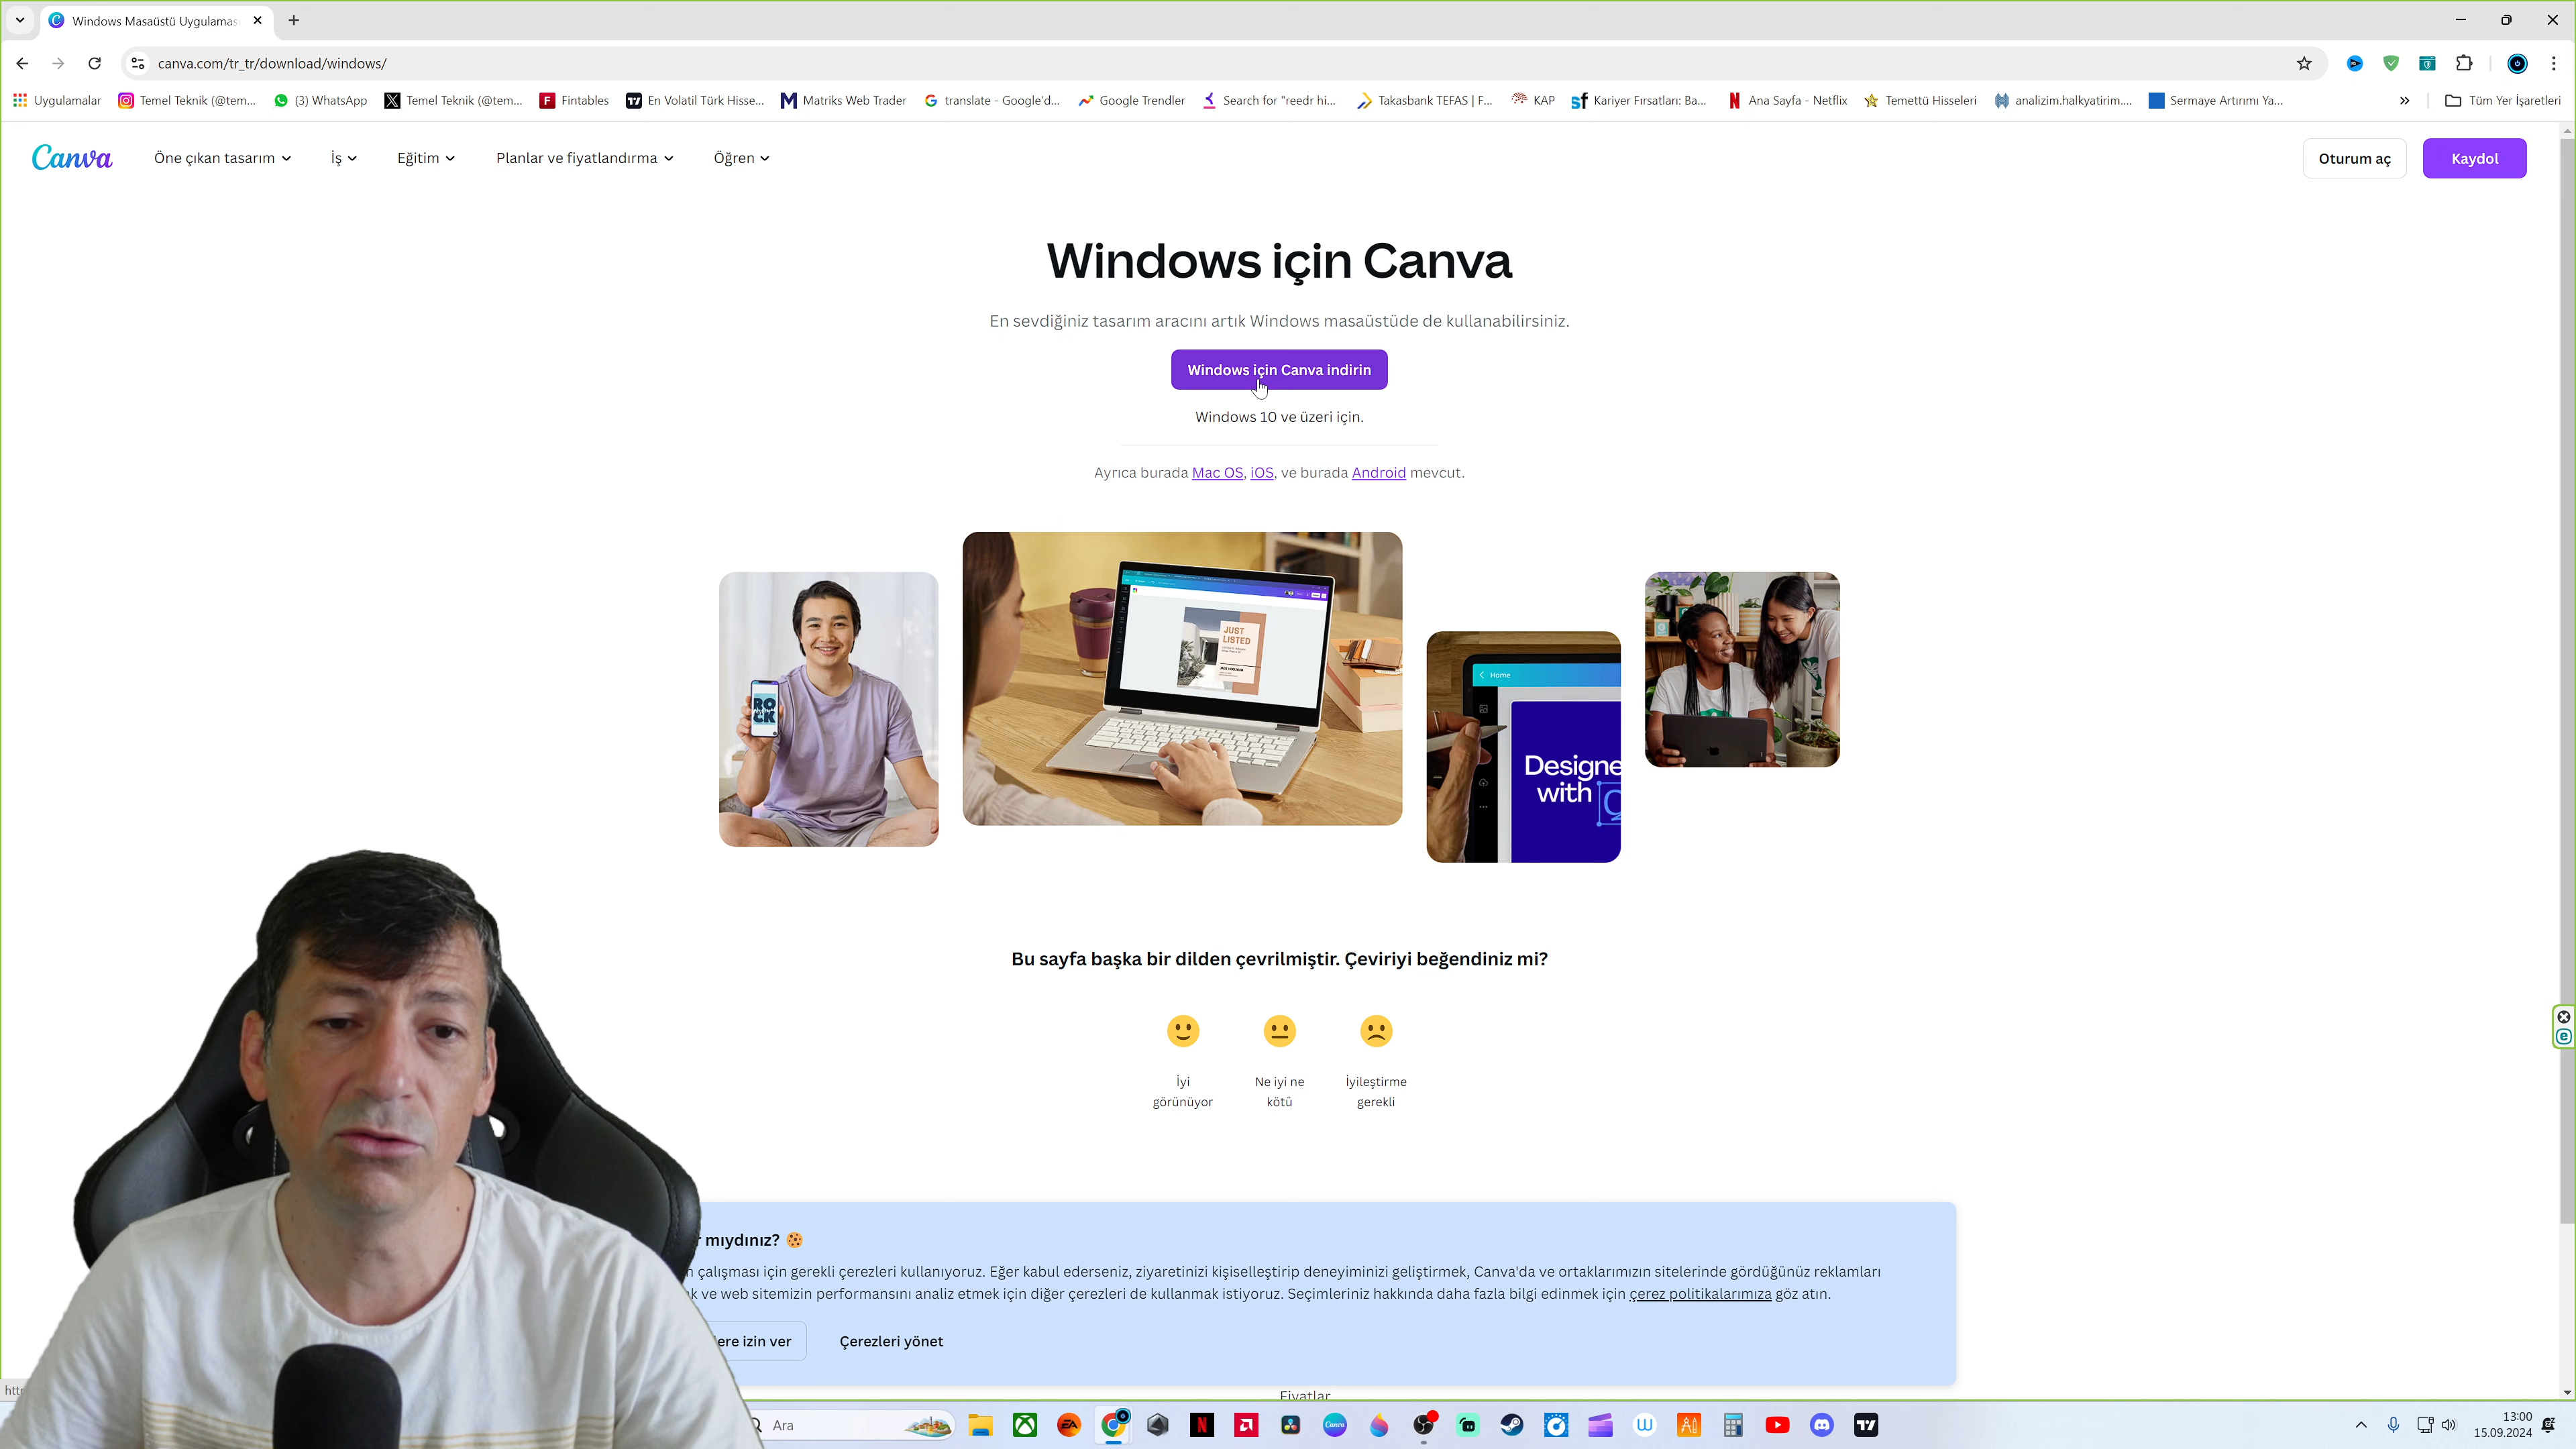 Windows Masaüstü Uygulamas
canva.com/tr_tr/download/windows/
Uygulamalar
Temel Teknik (@tem...
(3) WhatsApp
Temel Teknik (@tem...
Fintables
En Volatil Türk Hisse...
Matriks Web Trader
translate - Google'd...
Google Trendler
Search for "reedr hi...
Takasbank TEFAS | F...
KAP
Kariyer Fırsatları: Ba...
Ana Sayfa - Netflix
Temettü Hisseleri
analizim.halkyatirim....
Sermaye Artırımı Ya...
Tüm Yer İşaretleri
Canva
Öne çıkan tasarım
İş
Eğitim
Planlar ve fiyatlandırma
Öğren
Oturum aç
Kaydol
Windows için Canva
En sevdiğiniz tasarım aracını artık Windows masaüstüde de kullanabilirsiniz.
Windows için Canva indirin
Windows 10 ve üzeri için.
Ayrıca burada Mac OS, iOS, ve burada Android mevcut.
RO
CK
JUST
LISTED
Home
Designe
with
Bu sayfa başka bir dilden çevrilmiştir. Çeviriyi beğendiniz mi?
İyi
görünüyor
Ne iyi ne
kötü
İyileştirme
gerekli
mıydınız?
çalışması için gerekli çerezleri kullanıyoruz. Eğer kabul ederseniz, ziyaretinizi kişiselleştirip deneyiminizi geliştirmek, Canva'da ve ortaklarımızın sitelerinde gördüğünüz reklamları
ve web sitemizin performansını analiz etmek için diğer çerezleri de kullanmak istiyoruz. Seçimleriniz hakkında daha fazla bilgi edinmek için çerez politikalarımıza göz atın.
ere izin ver
Çerezleri yönet
Fiyatlar
Ara
13:00
15.09.2024